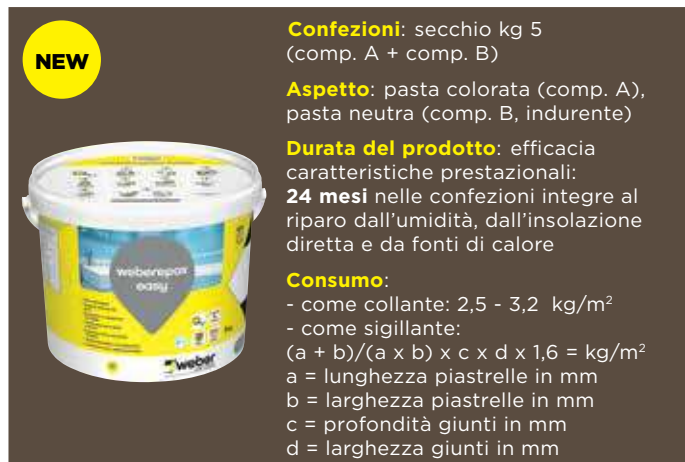 NEW
Confezioni: secchio kg 5
(comp. A + comp. B)
Aspetto: pasta colorata (comp. A),
pasta neutra (comp. B, indurente)
Durata del prodotto: efficacia
caratteristiche prestazionali:
24 mesi nelle confezioni integre al
riparo dall'umidità, dall'insolazione
diretta e da fonti di calore
Consumo:
- come collante: 2,5 - 3,2 kg/m²
- come sigillante:
(a + b)/(a x b) x c x d x 1,6 = kg/m²
a = lunghezza piastrelle in mm
b = larghezza piastrelle in mm
c = profondità giunti in mm
d = larghezza giunti in mm
weberepox
easy
weber